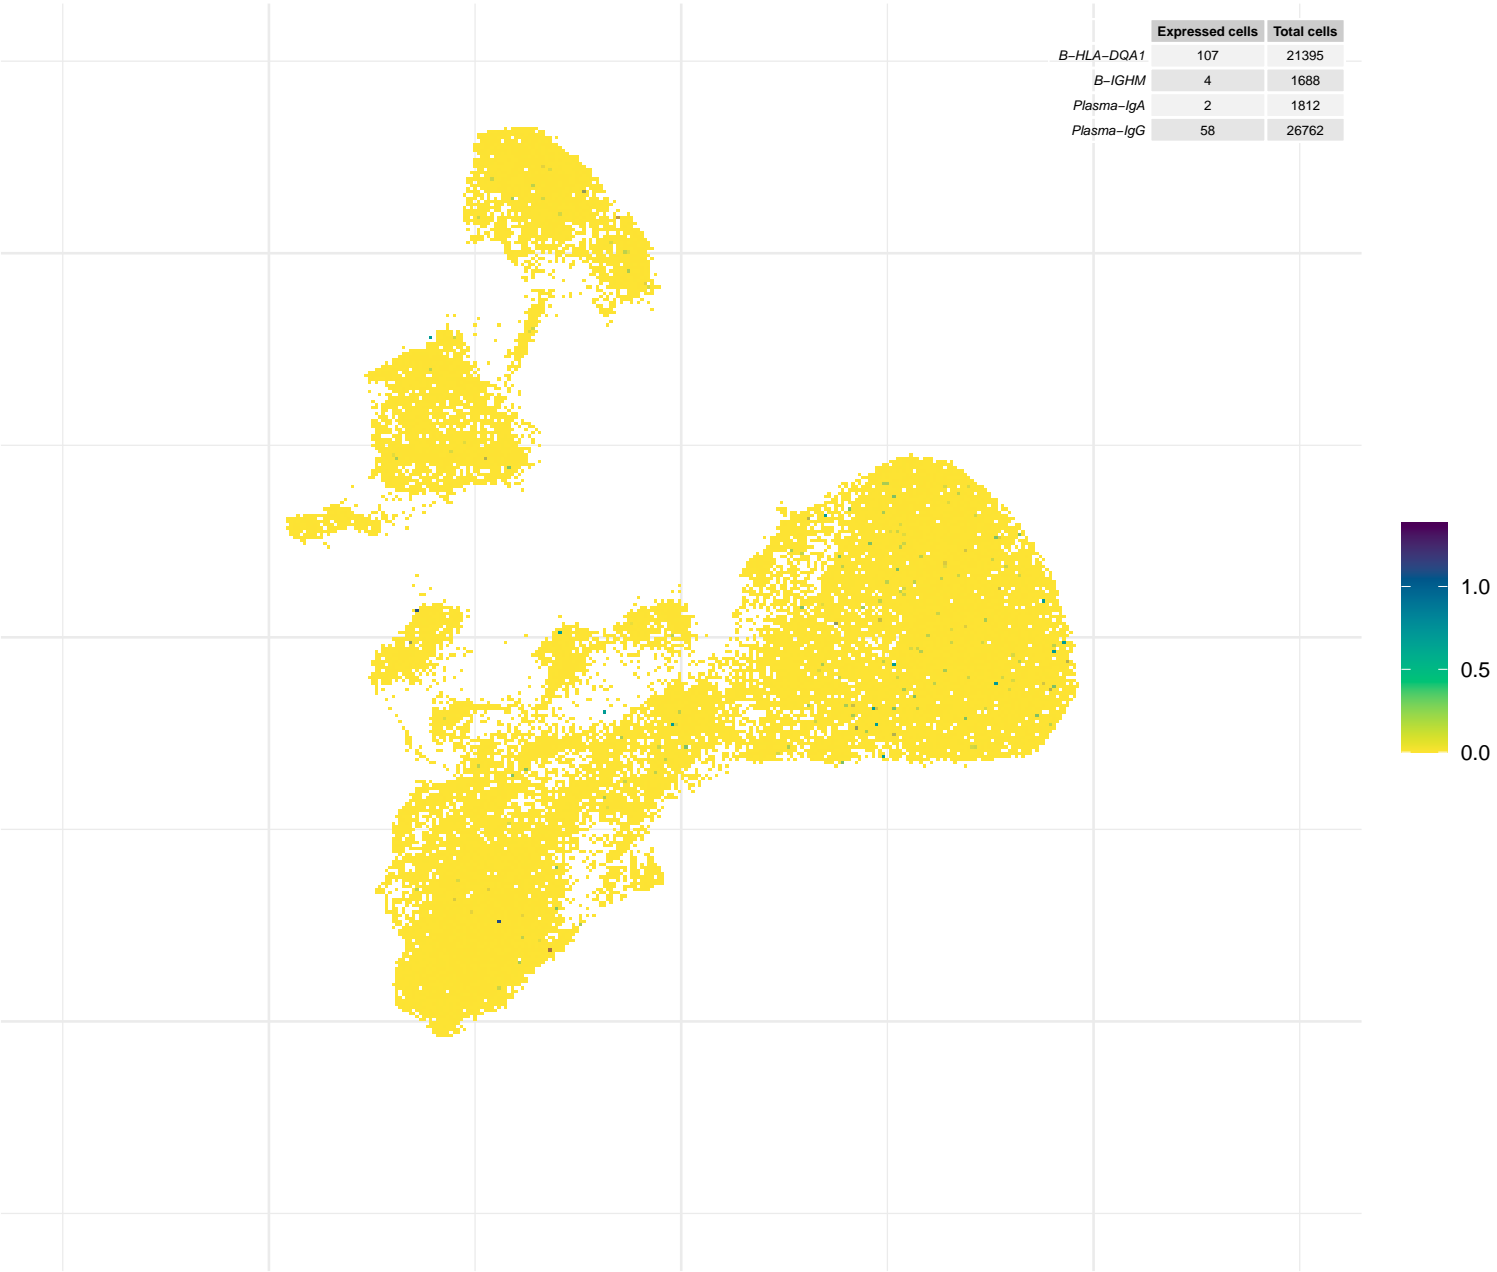 Expressed cells Total cells
B−HLA−DQA1 107 21395
B−IGHM 4 1688
Plasma−IgA 2 1812
Plasma−IgG 58 26762
1.0
0.5
0.0